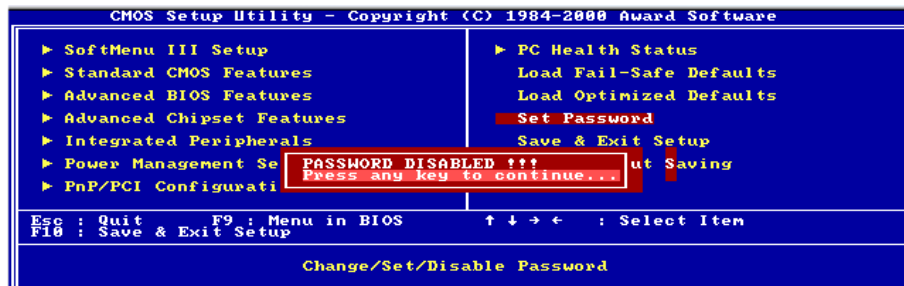 CMOS Setup Utility - Copyright (C) 1984-2000 Award Software
► SoftMenu III Setup
► Standard CMOS Features
► Advanced BIOS Features
► Advanced Chipset Features
► Integrated Peripherals
► Power Management Se
► PnP/PCI Configurati
► PC Health Status
Load Fail-Safe Defaults
Load Optimized Defaults
Set Password
Save & Exit Setup
ut Saving
PASSWORD DISABLED !!!
Press any key to continue...
Esc : Quit F9 : Menu in BIOS ↑ ↓ → ← : Select Item
F10 : Save & Exit Setup
Change/Set/Disable Password